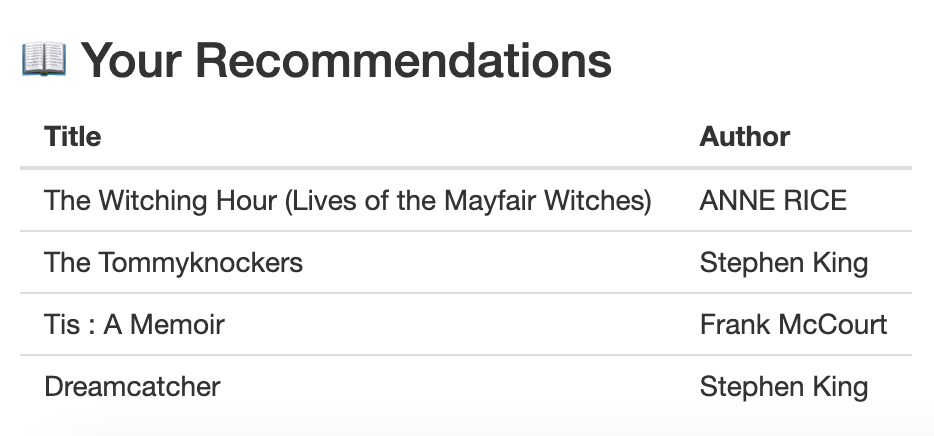 📖 Your Recommendations
Title Author
The Witching Hour (Lives of the Mayfair Witches) ANNE RICE
The Tommyknockers Stephen King
Tis : A Memoir Frank McCourt
Dreamcatcher Stephen King